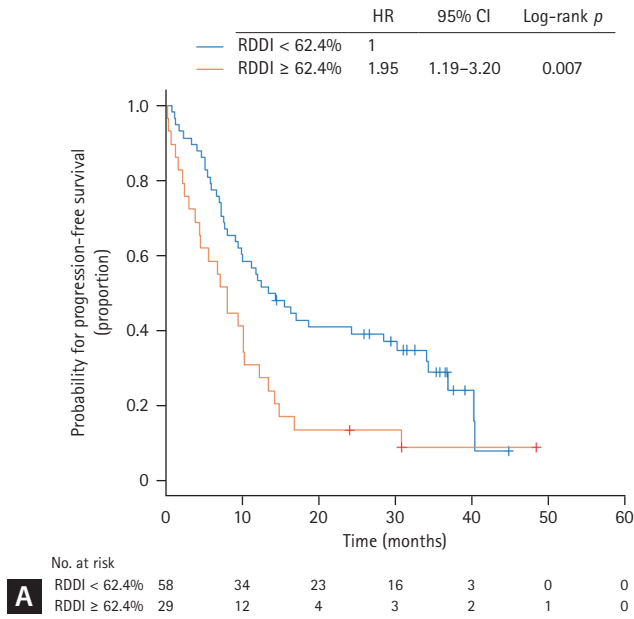 HR 95% CI Log-rank p
RDDI < 62.4% 1
RDDI ≥ 62.4% 1.95 1.19–3.20 0.007
Probability for progression-free survival
(proportion)
1.0
0.8
0.6
0.4
0.2
0
0 10 20 30 40 50 60
Time (months)
No. at risk
RDDI < 62.4% 58 34 23 16 3 0 0
RDDI ≥ 62.4% 29 12 4 3 2 1 0
A